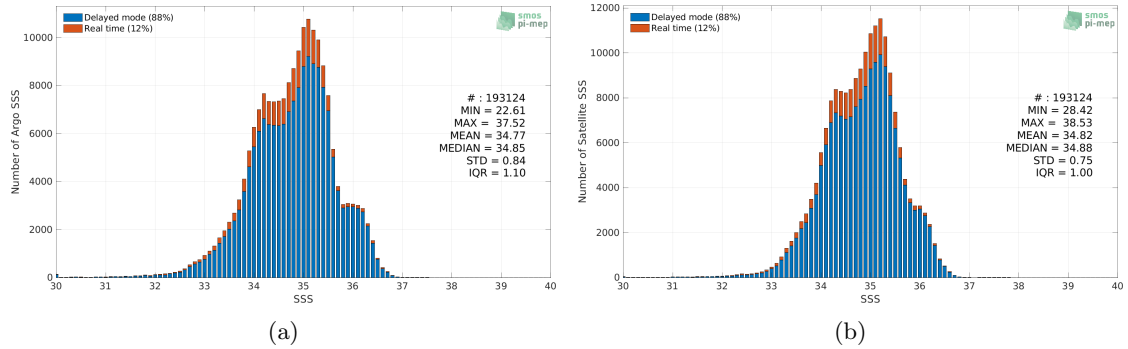 Delayed mode (88%)
Real time (12%)
smos
pi-mep
10000
8000
6000
4000
2000
0
Number of Argo SSS
# : 193124
MIN = 22.61
MAX = 37.52
MEAN = 34.77
MEDIAN = 34.85
STD = 0.84
IQR = 1.10
30 31 32 33 34 35 36 37 38 39 40
SSS
(a)
Delayed mode (88%)
Real time (12%)
smos
pi-mep
12000
10000
8000
6000
4000
2000
0
Number of Satellite SSS
# : 193124
MIN = 28.42
MAX = 38.53
MEAN = 34.82
MEDIAN = 34.88
STD = 0.75
IQR = 1.00
30 31 32 33 34 35 36 37 38 39 40
SSS
(b)